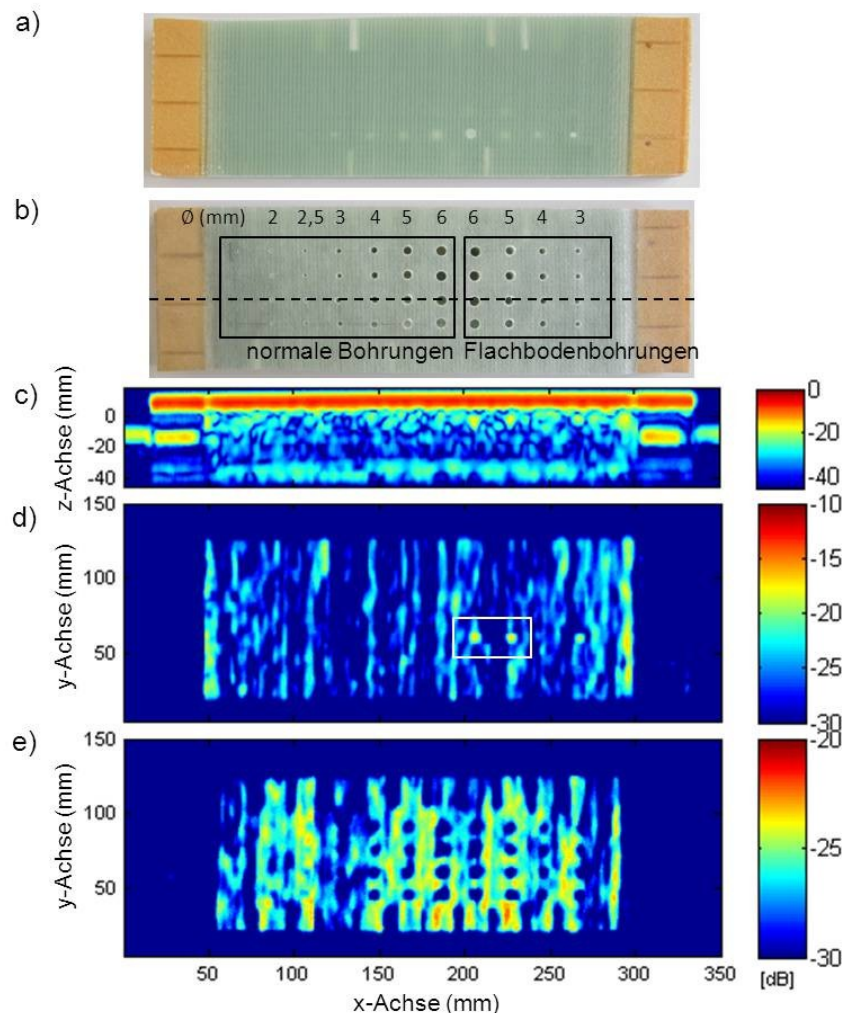 a)
b)
Ø (mm) 2 2,5 3 4 5 6 6 5 4 3
normale Bohrungen Flachbodenbohrungen
c)
z-Achse (mm)
0
-20
-40
0
-20
-40
d)
y-Achse (mm)
150
100
50
-10
-15
-20
-25
-30
e)
y-Achse (mm)
150
100
50
-20
-25
-30
[dB]
50 100 150 200 250 300 350
x-Achse (mm)